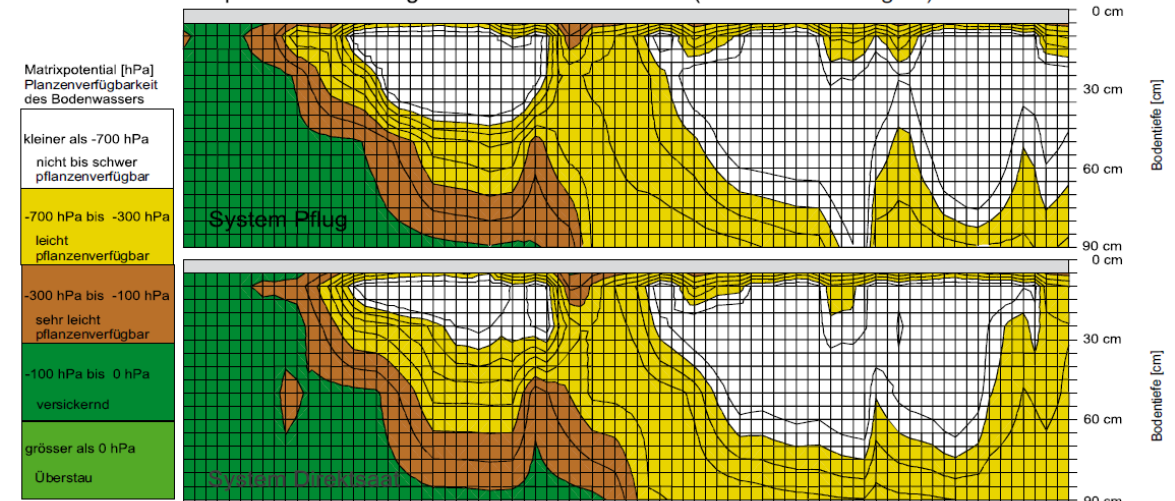 0 cm
Matrixpotential [hPa]
Planzenverfügbarkeit
des Bodenwassers
kleiner als -700 hPa
nicht bis schwer
pflanzenverfügbar
-700 hPa bis -300 hPa
leicht
pflanzenverfügbar
-300 hPa bis -100 hPa
sehr leicht
pflanzenverfügbar
-100 hPa bis 0 hPa
versickernd
grösser als 0 hPa
Überstau
System Pflug
30 cm
60 cm
90 cm
Bodentiefe [cm]
0 cm
System Direktsaat
30 cm
60 cm
90 cm
Bodentiefe [cm]